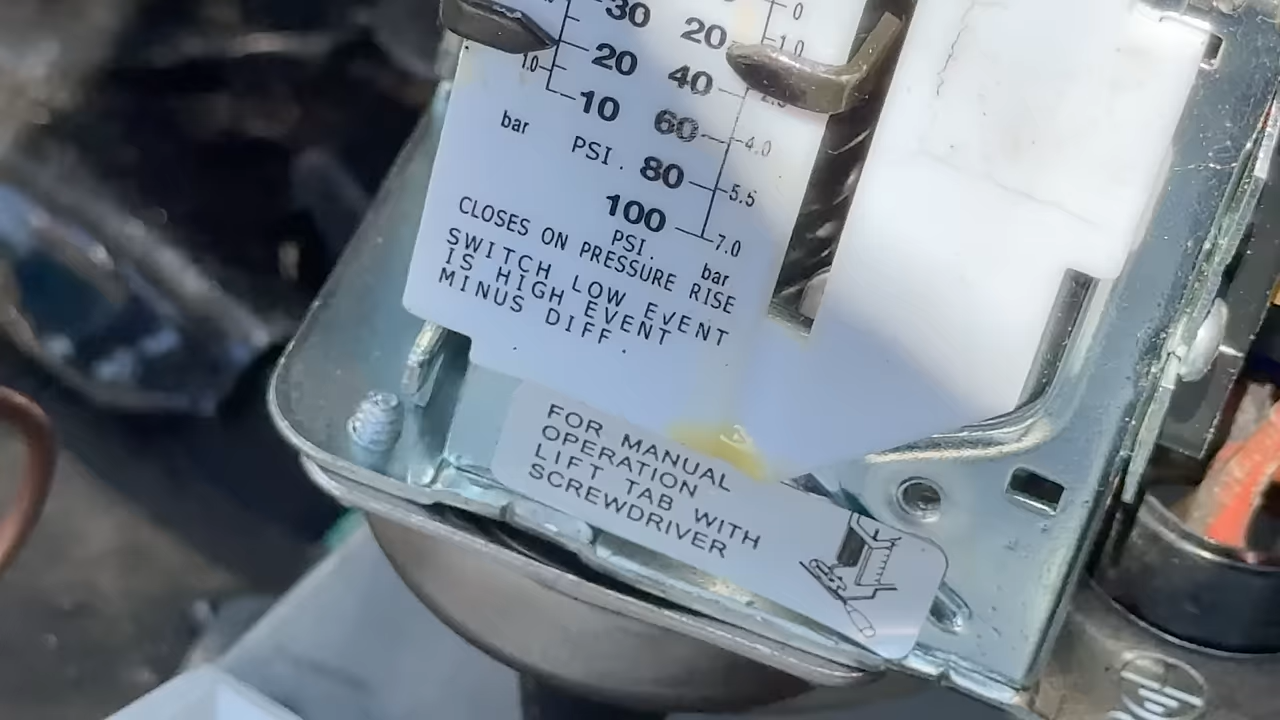 30 20 0
1.0
20 40
1.0
10 60 4.0
bar PSI. 80 5.5
100 7.0
PSI. bar
CLOSES ON PRESSURE RISE
SWITCH LOW EVENT
IS HIGH EVENT
MINUS DIFF.
FOR MANUAL
OPERATION
LIFT TAB WITH
SCREWDRIVER